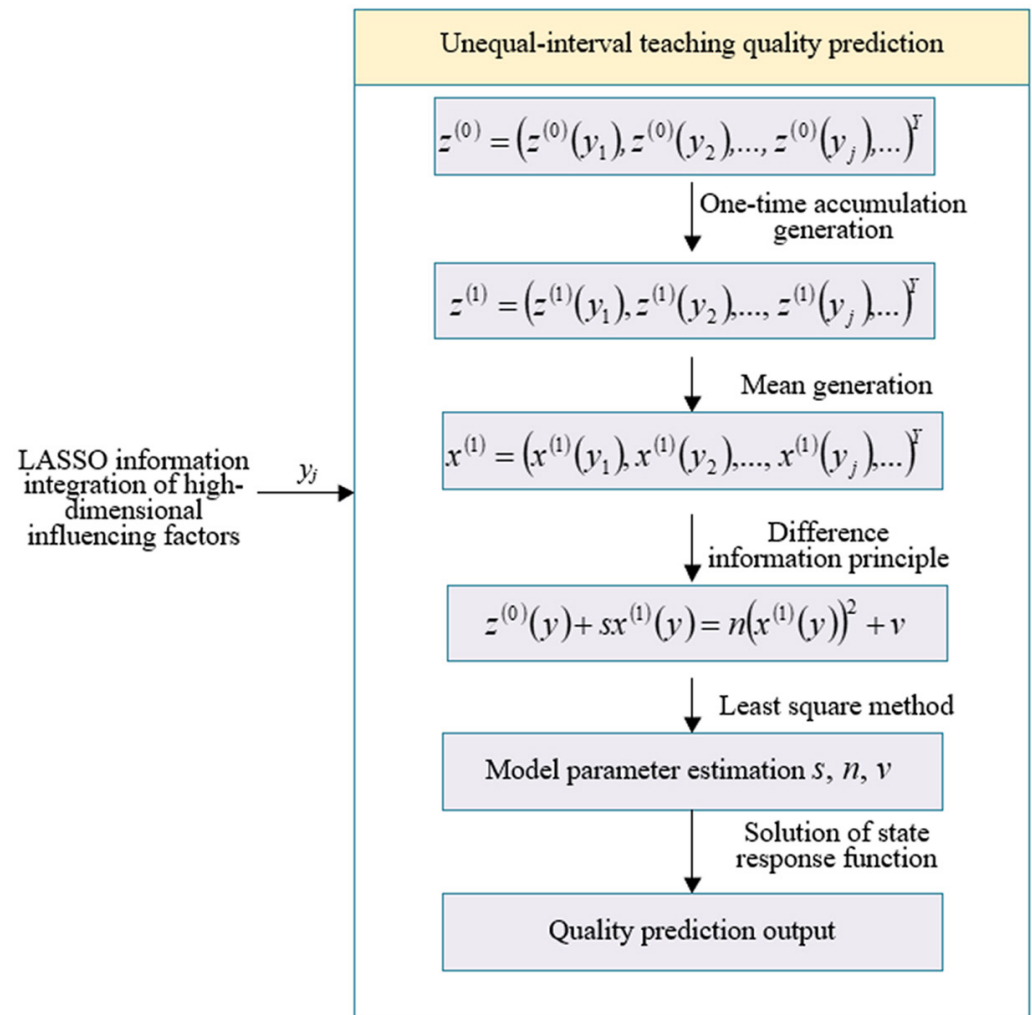 Unequal-interval teaching quality prediction
z^{(0)} = (z^{(0)}(y_1), z^{(0)}(y_2),..., z^{(0)}(y_j),...)^T
One-time accumulation
generation
z^{(1)} = (z^{(1)}(y_1), z^{(1)}(y_2),..., z^{(1)}(y_j),...)^T
Mean generation
x^{(1)} = (x^{(1)}(y_1), x^{(1)}(y_2),..., x^{(1)}(y_j),...)^T
LASSO information
integration of high-
dimensional
influencing factors
y_j
Difference
information principle
z^{(0)}(y) + sx^{(1)}(y) = n(x^{(1)}(y))^2 + v
Least square method
Model parameter estimation s, n, v
Solution of state
response function
Quality prediction output